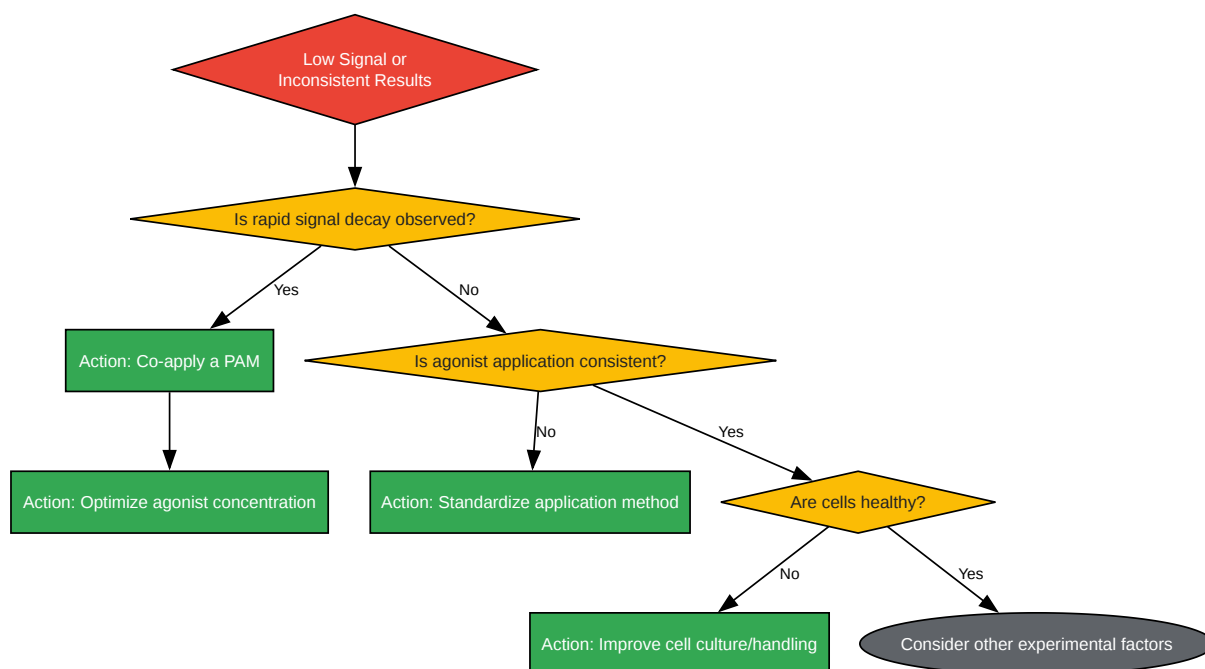 Low Signal or
Inconsistent Results
Is rapid signal decay observed?
Yes
No
Action: Co-apply a PAM
Is agonist application consistent?
No
Yes
Action: Optimize agonist concentration
Action: Standardize application method
Are cells healthy?
No
Yes
Action: Improve cell culture/handling
Consider other experimental factors